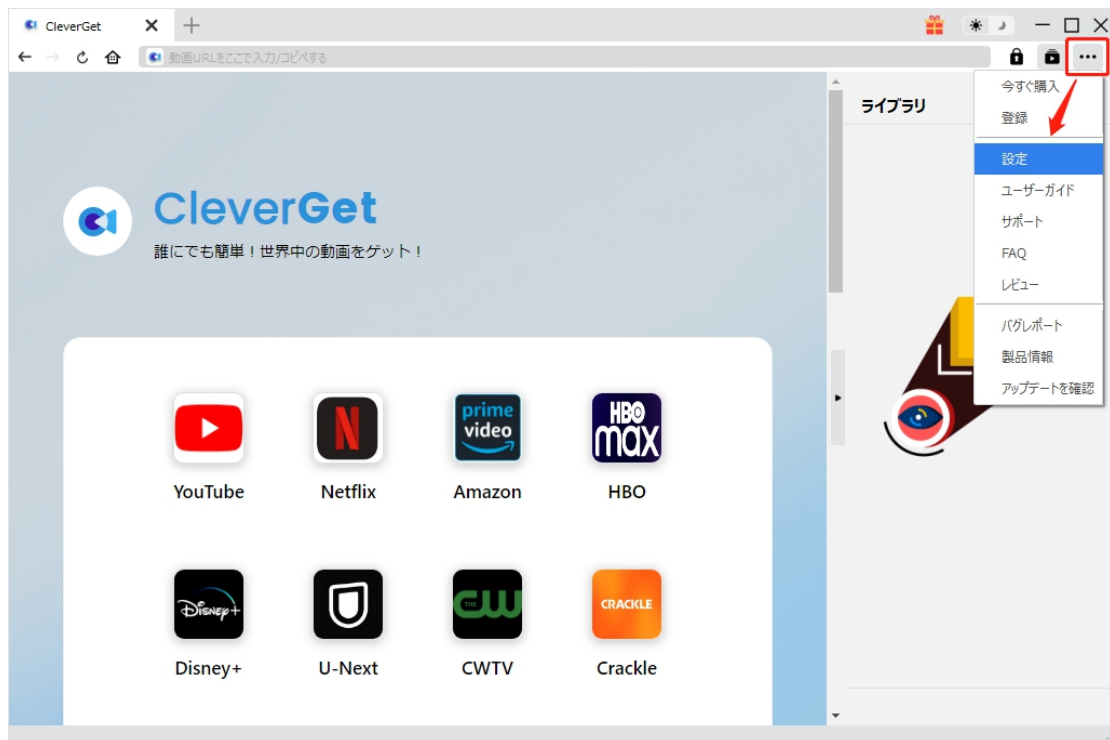 CleverGet
動画URLをここで入力/コピペする
今すぐ購入
登録
設定
ユーザーガイド
サポート
FAQ
レビュー
バグレポート
製品情報
アップデートを確認
ライブラリ
CleverGet
誰にでも簡単！世界中の動画をゲット！
prime video
HBO max
YouTube
Netflix
Amazon
HBO
Disney+
THE CW
CRACKLE
Disney+
U-Next
CWTV
Crackle